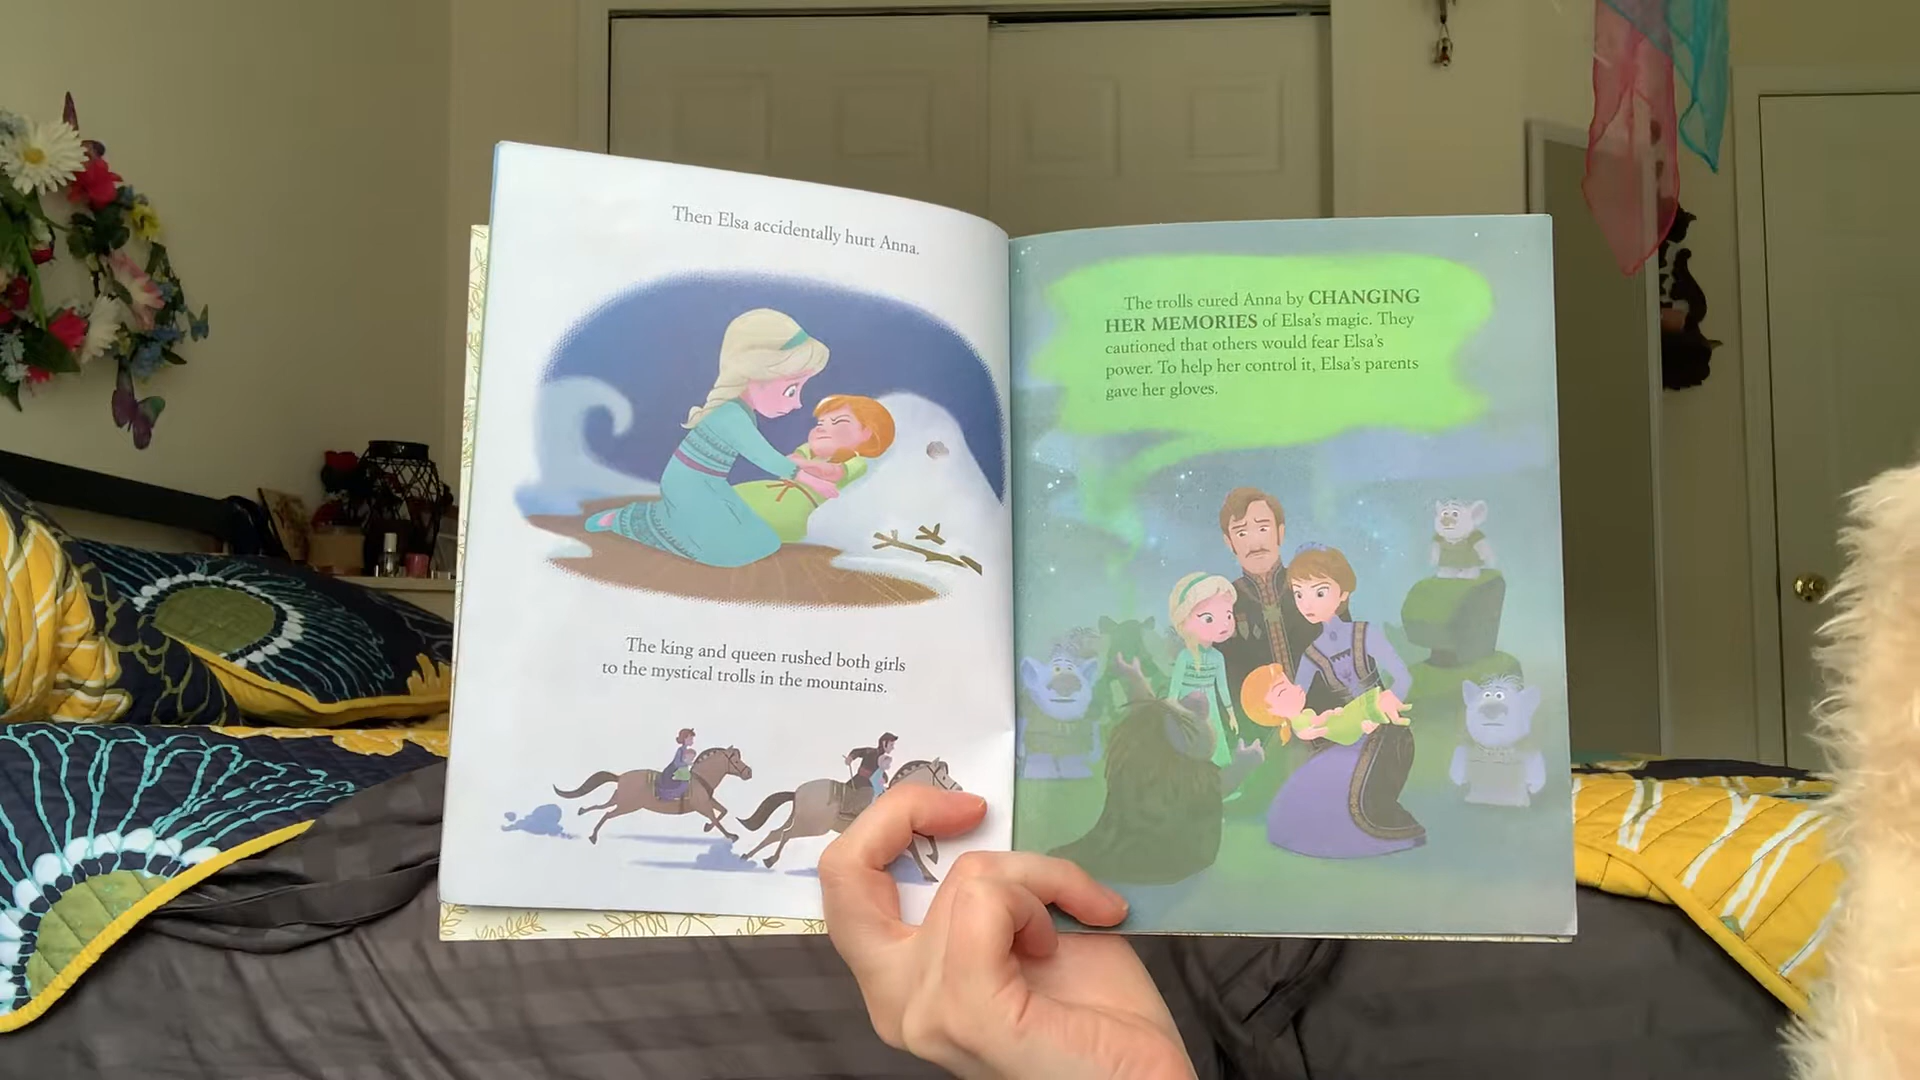 Then Elsa accidentally hurt Anna.
The king and queen rushed both girls
to the mystical trolls in the mountains.
The trolls cured Anna by CHANGING
HER MEMORIES of Elsa's magic. They
cautioned that others would fear Elsa's
power. To help her control it, Elsa's parents
gave her gloves.